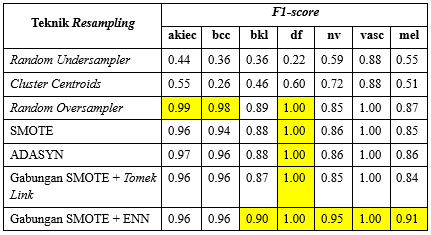 Teknik Resampling F1-score
akiec bcc bkl df nv vasc mel
Random Undersampler 0.44 0.36 0.36 0.22 0.59 0.88 0.55
Cluster Centroids 0.55 0.26 0.46 0.60 0.72 0.88 0.51
Random Oversampler 0.99 0.98 0.89 1.00 0.85 1.00 0.87
SMOTE 0.96 0.94 0.88 1.00 0.86 1.00 0.85
ADASYN 0.97 0.96 0.88 1.00 0.86 1.00 0.86
Gabungan SMOTE + Tomek
Link 0.96 0.96 0.87 1.00 0.85 1.00 0.84
Gabungan SMOTE + ENN 0.96 0.96 0.90 1.00 0.95 1.00 0.91